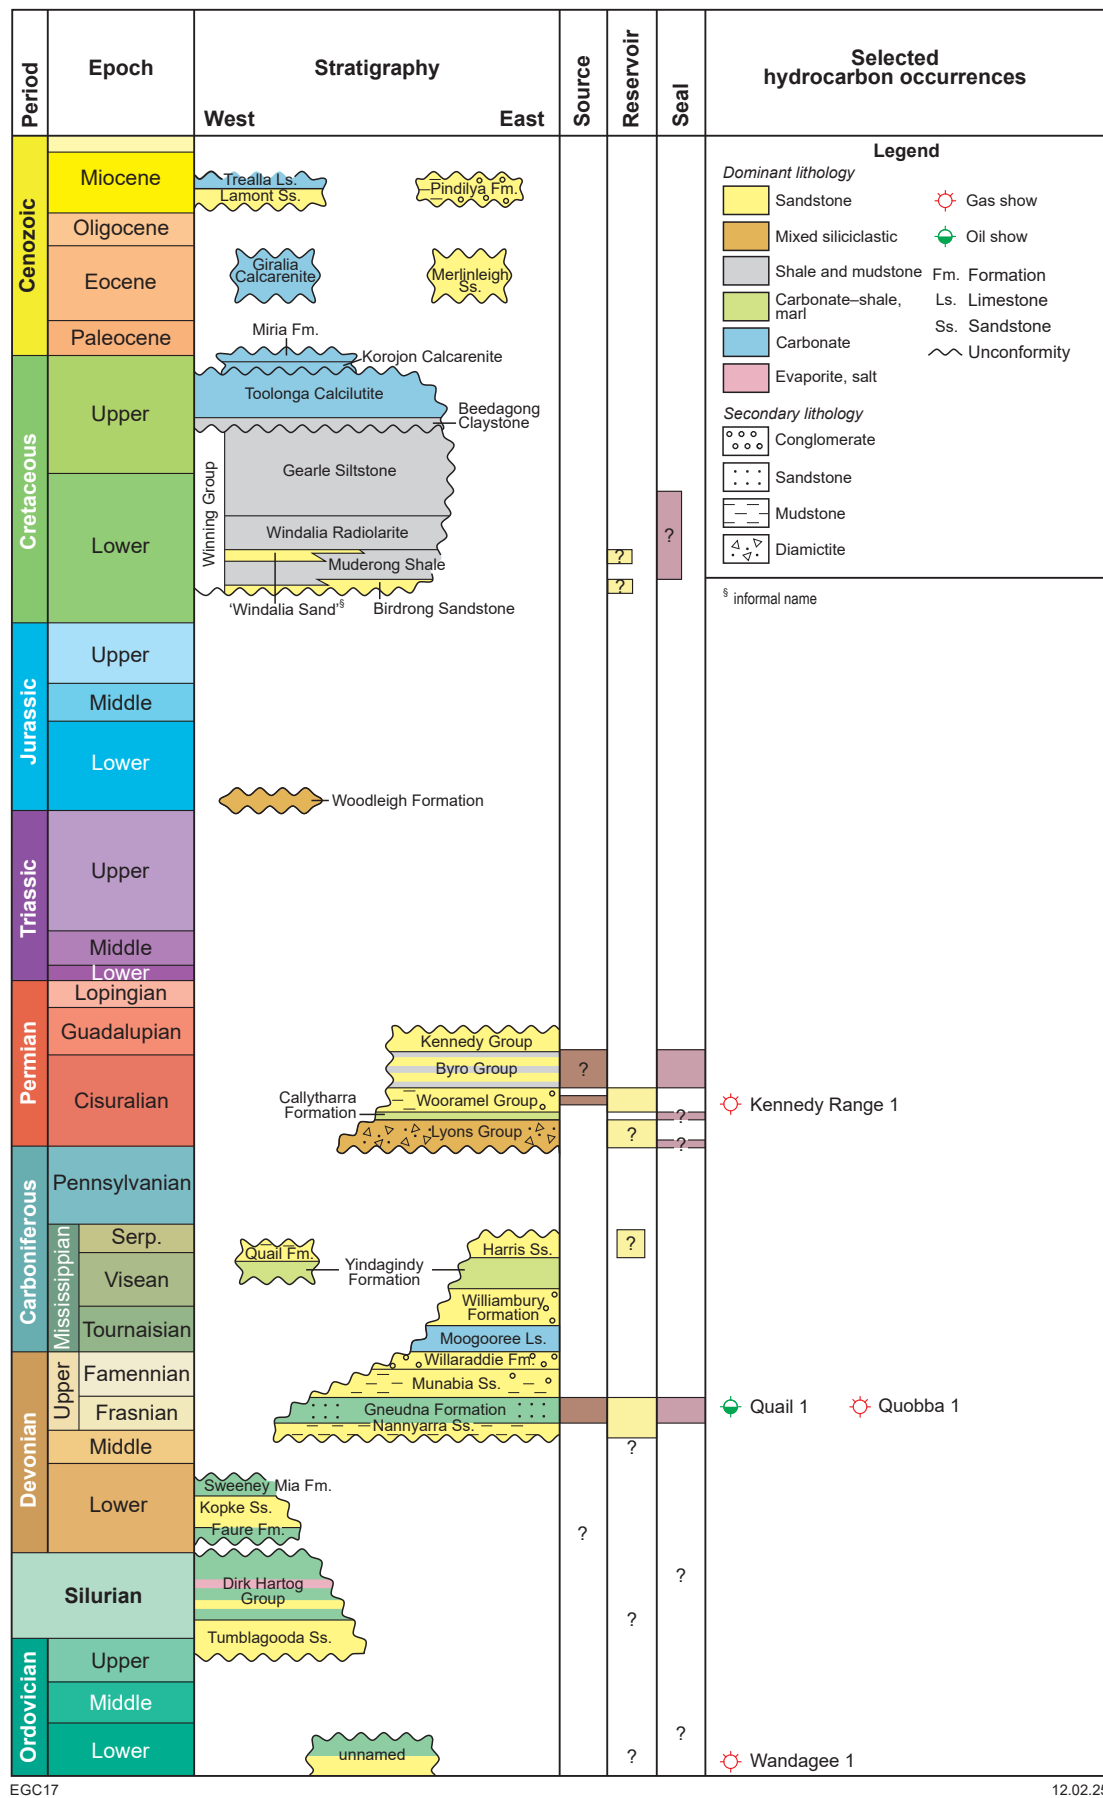 Period
Epoch
Stratigraphy
West
East
Source
Reservoir
Seal
Selected
hydrocarbon occurrences
Cenozoic
Miocene
Oligocene
Eocene
Paleocene
Trealla Ls.
Lamont Ss.
Pindilya Fm.
Giralia
Calcarenite
Merlinleigh
Ss.
Miria Fm.
Korojon Calcarenite
Cretaceous
Upper
Lower
Toolonga Calcilutite
Beedagong
Claystone
Winning Group
Gearle Siltstone
Windalia Radiolarite
Muderong Shale
'Windalia Sand'§
Birdrong Sandstone
?
?
?
Legend
Dominant lithology
Sandstone
Mixed siliciclastic
Shale and mudstone
Carbonate–shale,
marl
Carbonate
Evaporite, salt
Gas show
Oil show
Fm. Formation
Ls. Limestone
Ss. Sandstone
Unconformity
Secondary lithology
Conglomerate
Sandstone
Mudstone
Diamictite
§ informal name
Jurassic
Upper
Middle
Lower
Woodleigh Formation
Triassic
Upper
Middle
Lower
Permian
Lopingian
Guadalupian
Cisuralian
Kennedy Group
Byro Group
Callytharra
Formation
Wooramel Group
Lyons Group
?
?
?
?
Kennedy Range 1
Carboniferous
Pennsylvanian
Mississippian
Serp.
Visean
Tournaisian
Quail Fm.
Yindagindy
Formation
Harris Ss.
Williambury
Formation
Moogooree Ls.
?
Devonian
Upper
Famennian
Frasnian
Middle
Lower
Willaraddie Fm.
Munabia Ss.
Gneudna Formation
Nannyarra Ss.
?
Quail 1
Quobba 1
Sweeney Mia Fm.
Kopke Ss.
Faure Fm.
?
Silurian
Dirk Hartog
Group
Tumblagooda Ss.
?
?
Ordovician
Upper
Middle
Lower
unnamed
?
?
Wandagee 1
EGC17
12.02.25